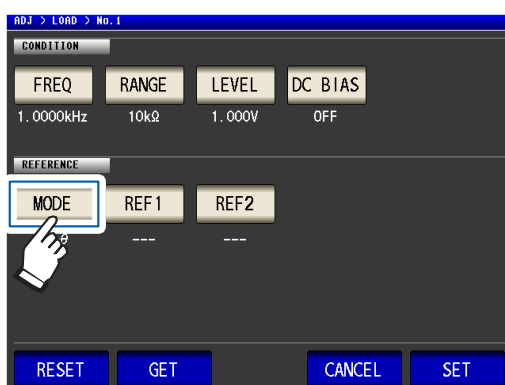 ADJ > LOAD > No.1
CONDITION
FREQ RANGE LEVEL DC BIAS
1.0000kHz 10kΩ 1.000V OFF
REFERENCE
MODE REF1 REF2
θ --- ---
RESET GET CANCEL SET